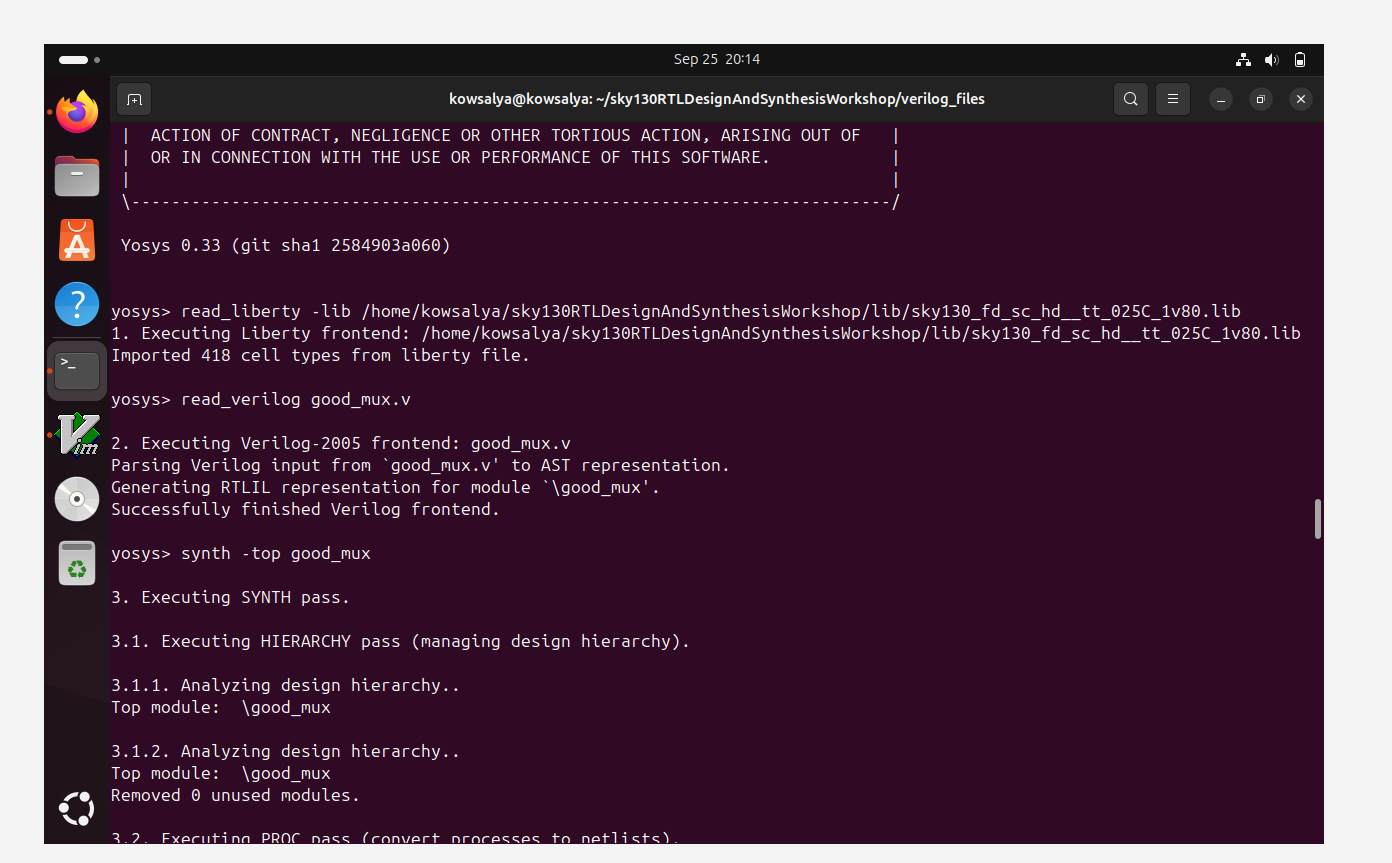 Sep 25 20:14
kowsalya@kowsalya: ~/sky130RTLDesignAndSynthesisWorkshop/verilog_files
| ACTION OF CONTRACT, NEGLIGENCE OR OTHER TORTIOUS ACTION, ARISING OUT OF |
| OR IN CONNECTION WITH THE USE OR PERFORMANCE OF THIS SOFTWARE. |
| |
\----------------------------------------------------------------------------/
Yosys 0.33 (git sha1 2584903a060)
yosys> read_liberty -lib /home/kowsalya/sky130RTLDesignAndSynthesisWorkshop/lib/sky130_fd_sc_hd__tt_025C_1v80.lib
1. Executing Liberty frontend: /home/kowsalya/sky130RTLDesignAndSynthesisWorkshop/lib/sky130_fd_sc_hd__tt_025C_1v80.lib
Imported 418 cell types from liberty file.
yosys> read_verilog good_mux.v
2. Executing Verilog-2005 frontend: good_mux.v
Parsing Verilog input from `good_mux.v' to AST representation.
Generating RTLIL representation for module `\good_mux'.
Successfully finished Verilog frontend.
yosys> synth -top good_mux
3. Executing SYNTH pass.
3.1. Executing HIERARCHY pass (managing design hierarchy).
3.1.1. Analyzing design hierarchy..
Top module:  \good_mux
3.1.2. Analyzing design hierarchy..
Top module:  \good_mux
Removed 0 unused modules.
3.2. Executing PROC pass (convert processes to netlists).